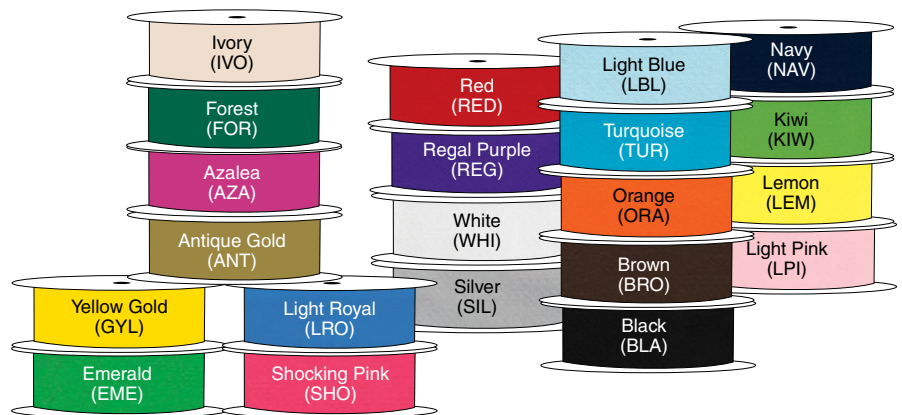 Ivory
(IVO)
Forest
(FOR)
Azalea
(AZA)
Antique Gold
(ANT)
Yellow Gold
(GYL)
Emerald
(EME)
Light Royal
(LRO)
Shocking Pink
(SHO)
Red
(RED)
Regal Purple
(REG)
White
(WHI)
Silver
(SIL)
Light Blue
(LBL)
Turquoise
(TUR)
Orange
(ORA)
Brown
(BRO)
Black
(BLA)
Navy
(NAV)
Kiwi
(KIW)
Lemon
(LEM)
Light Pink
(LPI)